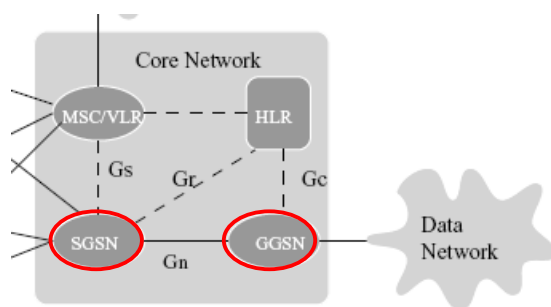 Core Network
MSC/VLR
HLR
Gs
Gr
Gc
SGSN
Gn
GGSN
Data
Network